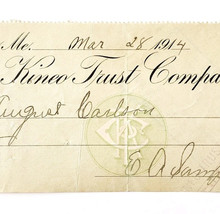 Me. Mar 28 1914
Kineo Trust Compa
August Carlson
E A Samp